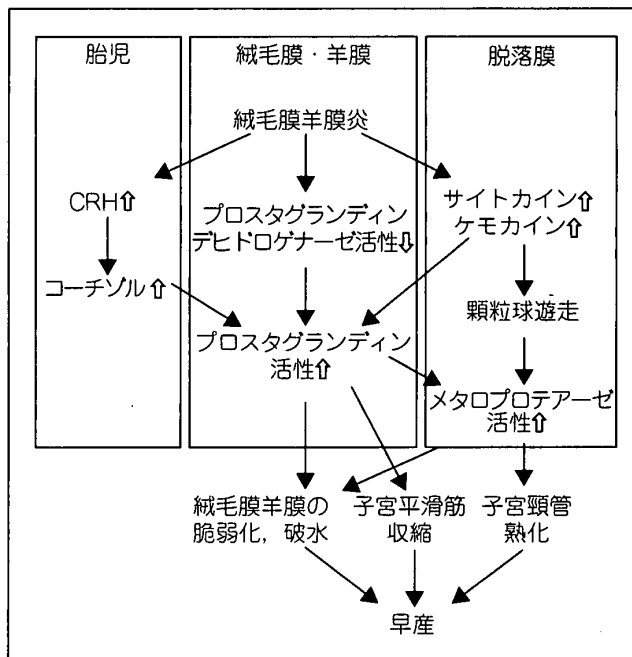 胎児
絨毛膜・羊膜
脱落膜
絨毛膜羊膜炎
CRH⇧
コーチゾル⇧
プロスタグランディン
デヒドロゲナーゼ活性⇩
プロスタグランディン
活性⇧
サイトカイン⇧
ケモカイン⇧
顆粒球遊走
メタロプロテアーゼ
活性⇧
絨毛膜羊膜の
脆弱化，破水
子宮平滑筋
収縮
子宮頸管
熟化
早産